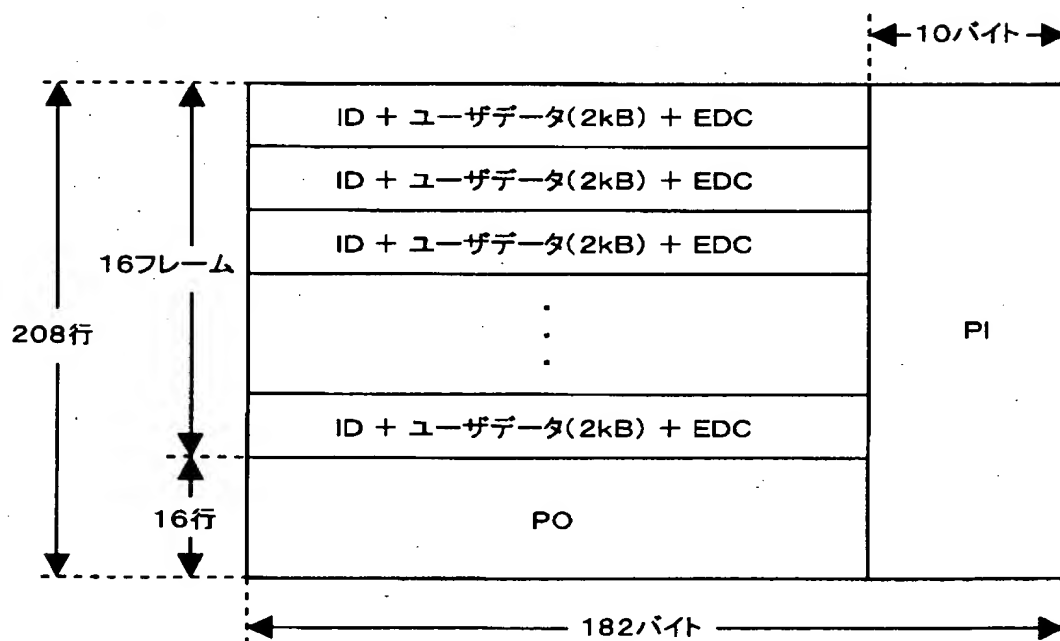 10バイト
ID + ユーザデータ(2kB) + EDC
ID + ユーザデータ(2kB) + EDC
ID + ユーザデータ(2kB) + EDC
16フレーム
208行
PI
ID + ユーザデータ(2kB) + EDC
16行
PO
182バイト